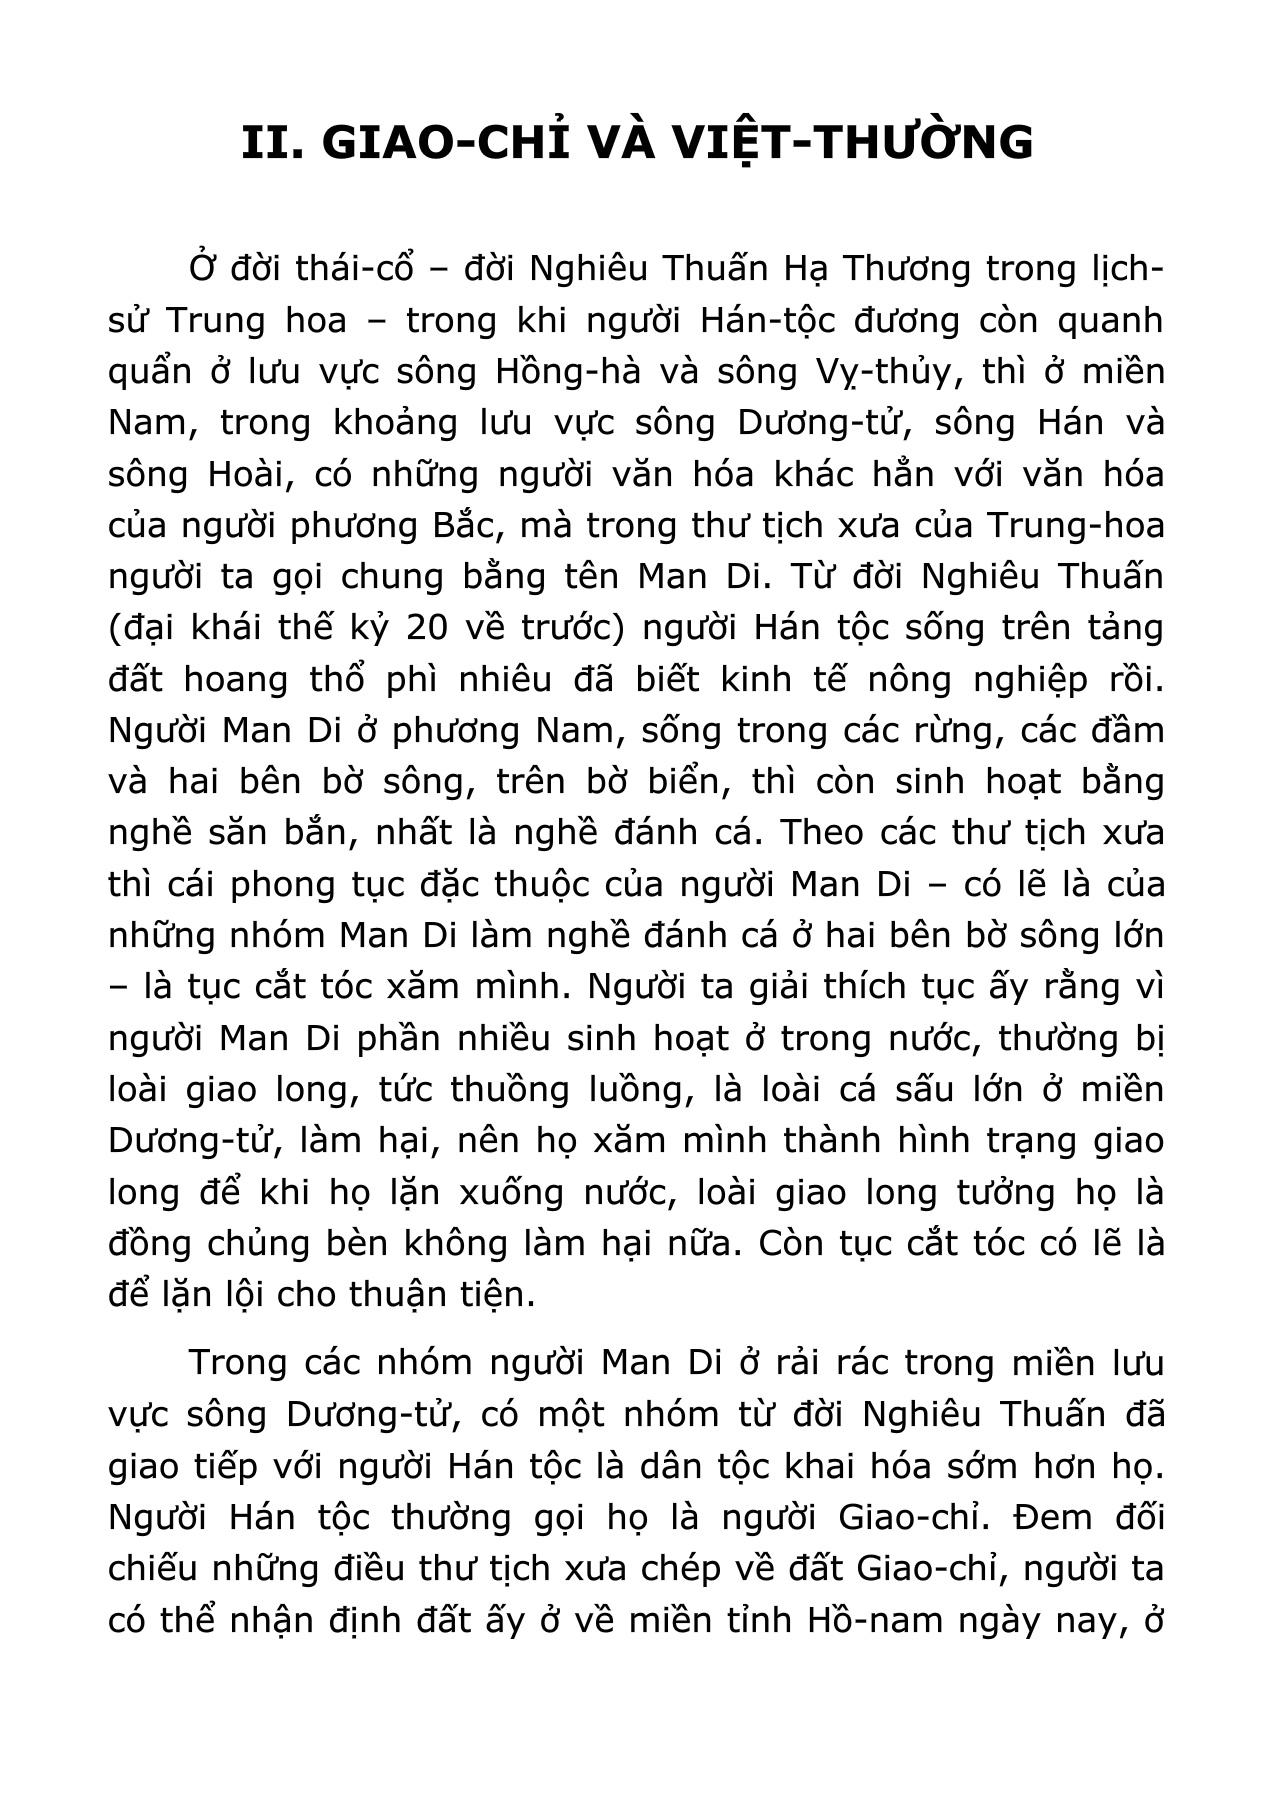 II. GIAO-CHỈ VÀ VIỆT-THƯỜNG
Ở đời thái-cổ – đời Nghiêu Thuấn Hạ Thương trong lịch-
sử Trung hoa – trong khi người Hán-tộc đương còn quanh
quẩn ở lưu vực sông Hồng-hà và sông Vỵ-thủy, thì ở miền
Nam, trong khoảng lưu vực sông Dương-tử, sông Hán và
sông Hoài, có những người văn hóa khác hẳn với văn hóa
của người phương Bắc, mà trong thư tịch xưa của Trung-hoa
người ta gọi chung bằng tên Man Di. Từ đời Nghiêu Thuấn
(đại khái thế kỷ 20 về trước) người Hán tộc sống trên tảng
đất hoang thổ phì nhiêu đã biết kinh tế nông nghiệp rồi.
Người Man Di ở phương Nam, sống trong các rừng, các đầm
và hai bên bờ sông, trên bờ biển, thì còn sinh hoạt bằng
nghề săn bắn, nhất là nghề đánh cá. Theo các thư tịch xưa
thì cái phong tục đặc thuộc của người Man Di – có lẽ là của
những nhóm Man Di làm nghề đánh cá ở hai bên bờ sông lớn
– là tục cắt tóc xăm mình. Người ta giải thích tục ấy rằng vì
người Man Di phần nhiều sinh hoạt ở trong nước, thường bị
loài giao long, tức thuồng luồng, là loài cá sấu lớn ở miền
Dương-tử, làm hại, nên họ xăm mình thành hình trạng giao
long để khi họ lặn xuống nước, loài giao long tưởng họ là
đồng chủng bèn không làm hại nữa. Còn tục cắt tóc có lẽ là
để lặn lội cho thuận tiện.
Trong các nhóm người Man Di ở rải rác trong miền lưu
vực sông Dương-tử, có một nhóm từ đời Nghiêu Thuấn đã
giao tiếp với người Hán tộc là dân tộc khai hóa sớm hơn họ.
Người Hán tộc thường gọi họ là người Giao-chỉ. Đem đối
chiếu những điều thư tịch xưa chép về đất Giao-chỉ, người ta
có thể nhận định đất ấy ở về miền tỉnh Hồ-nam ngày nay, ở